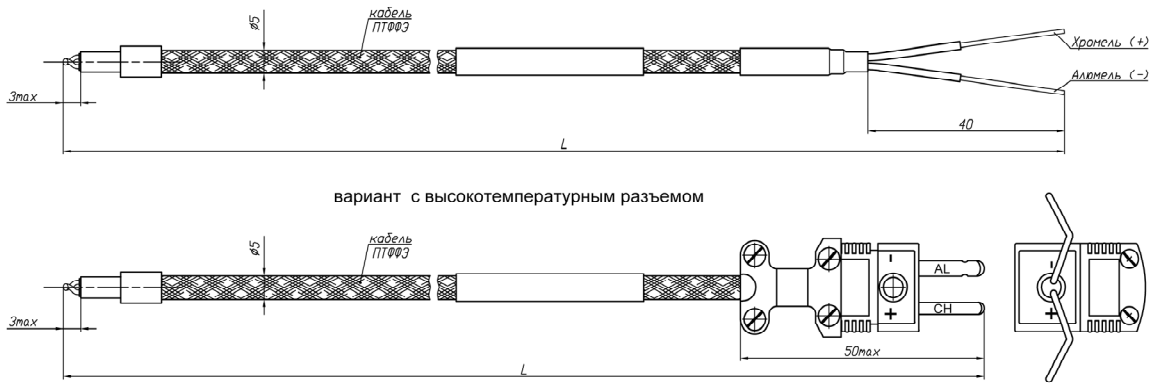 кабель
ПТФФЭ
ø5
Хромель (+)
Алюмель (-)
3max
40
L
вариант с высокотемпературным разъемом
кабель
ПТФФЭ
ø5
-
AL
CH
+
-
+
3max
50max
L